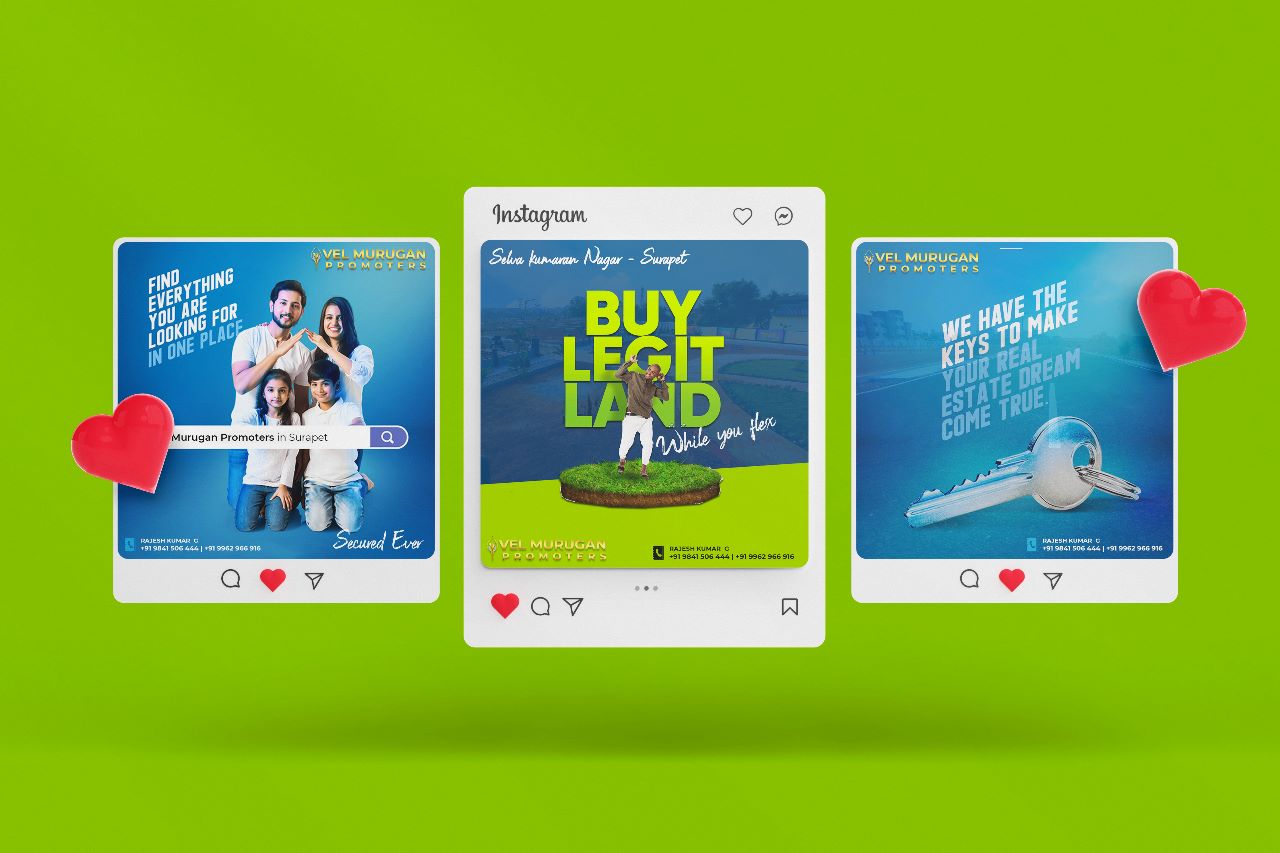 VEL MURUGAN
PROMOTERS
FIND
EVERYTHING
YOU ARE
LOOKING FOR
IN ONE PLACE
Murugan Promoters in Surapet
Secured Ever
RAJESH KUMAR G
+91 9841 506 444 | +91 9962 966 916
Instagram
Selva kumaran Nagar - Surapet
BUY
LEGIT
LAND
While you flex
VEL MURUGAN
PROMOTERS
RAJESH KUMAR G
+91 9841 506 444 | +91 9962 966 916
VEL MURUGAN
PROMOTERS
WE HAVE THE
KEYS TO MAKE
YOUR REAL
ESTATE DREAM
COME TRUE.
RAJESH KUMAR G
+91 9841 506 444 | +91 9962 966 916